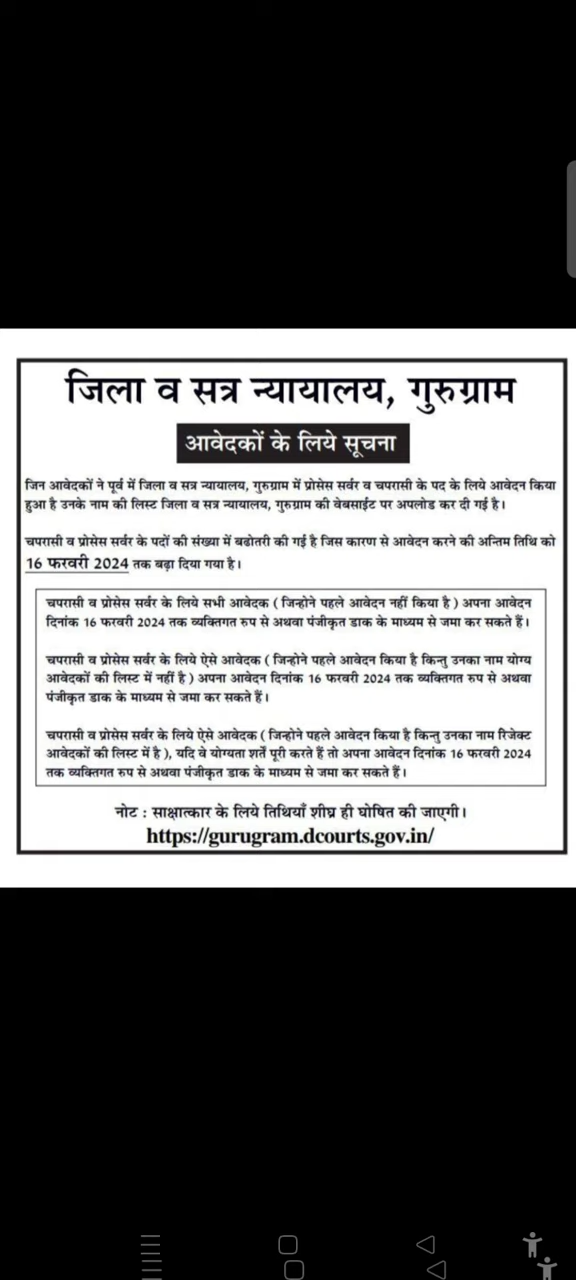 जिला व सत्र न्यायालय, गुरुग्राम
आवेदकों के लिये सूचना
जिन आवेदकों ने पूर्व में जिला व सत्र न्यायालय, गुरुग्राम में प्रोसेस सर्वर व चपरासी के पद के लिये आवेदन किया
हुआ है उनके नाम की लिस्ट जिला व सत्र न्यायालय, गुरुग्राम की वेबसाईट पर अपलोड कर दी गई है।
चपरासी व प्रोसेस सर्वर के पदों की संख्या में बढोतरी की गई है जिस कारण से आवेदन करने की अन्तिम तिथि को
16 फरवरी 2024 तक बढ़ा दिया गया है।
चपरासी व प्रोसेस सर्वर के लिये सभी आवेदक ( जिन्होने पहले आवेदन नहीं किया है ) अपना आवेदन
दिनांक 16 फरवरी 2024 तक व्यक्तिगत रुप से अथवा पंजीकृत डाक के माध्यम से जमा कर सकते हैं।
चपरासी व प्रोसेस सर्वर के लिये ऐसे आवेदक ( जिन्होने पहले आवेदन किया है किन्तु उनका नाम योग्य
आवेदकों की लिस्ट में नहीं है ) अपना आवेदन दिनांक 16 फरवरी 2024 तक व्यक्तिगत रुप से अथवा
पंजीकृत डाक के माध्यम से जमा कर सकते हैं।
चपरासी व प्रोसेस सर्वर के लिये ऐसे आवेदक ( जिन्होने पहले आवेदन किया है किन्तु उनका नाम रिजेक्ट
आवेदकों की लिस्ट में है ), यदि वे योग्यता शर्तें पूरी करते हैं तो अपना आवेदन दिनांक 16 फरवरी 2024
तक व्यक्तिगत रुप से अथवा पंजीकृत डाक के माध्यम से जमा कर सकते हैं।
नोट : साक्षात्कार के लिये तिथियाँ शीघ्र ही घोषित की जाएगी।
https://gurugram.dcourts.gov.in/